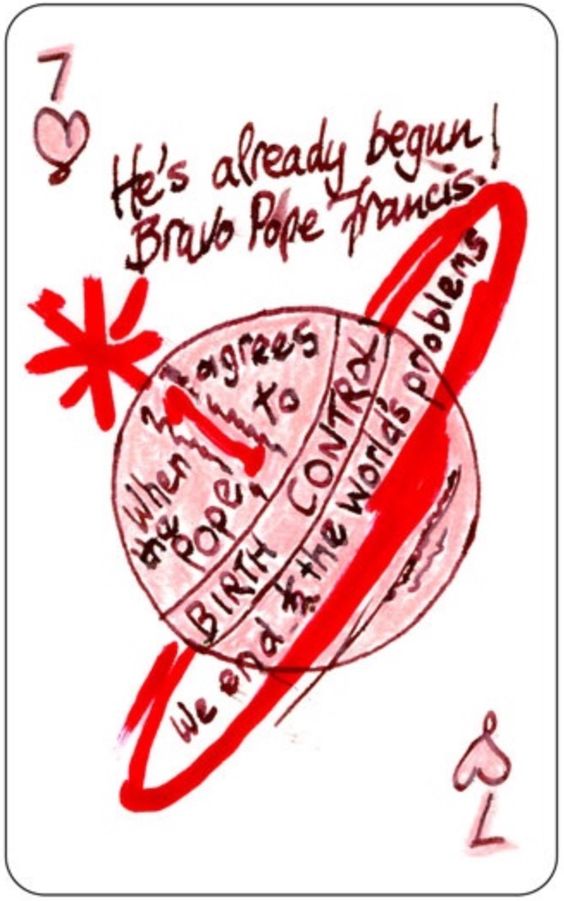 7
He's already begun!
Bravo Pope Francis.
When
the
POPE,
agrees
to
BIRTH CONTROL
We end the world's problems
7